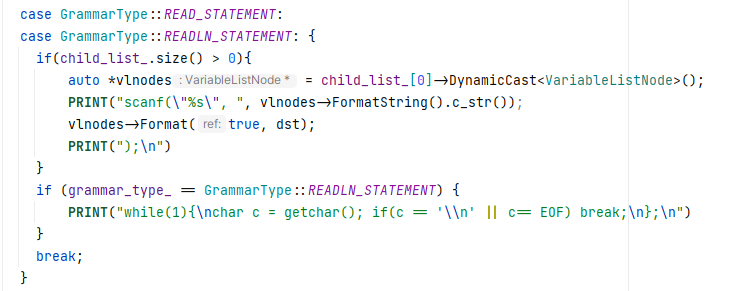 case GrammarType::READ_STATEMENT:
case GrammarType::READLN_STATEMENT: {
  if(child_list_.size() > 0){
      auto *vlnodes : VariableListNode * = child_list_[0]->DynamicCast<VariableListNode>();
      PRINT("scanf(\"%s\", ", vlnodes->FormatString().c_str());
      vlnodes->Format( ref: true, dst);
      PRINT(");\n")
  }
  if (grammar_type_ == GrammarType::READLN_STATEMENT) {
      PRINT("while(1){\nchar c = getchar(); if(c == '\\n' || c== EOF) break;\n};\n")
  }
  break;
}